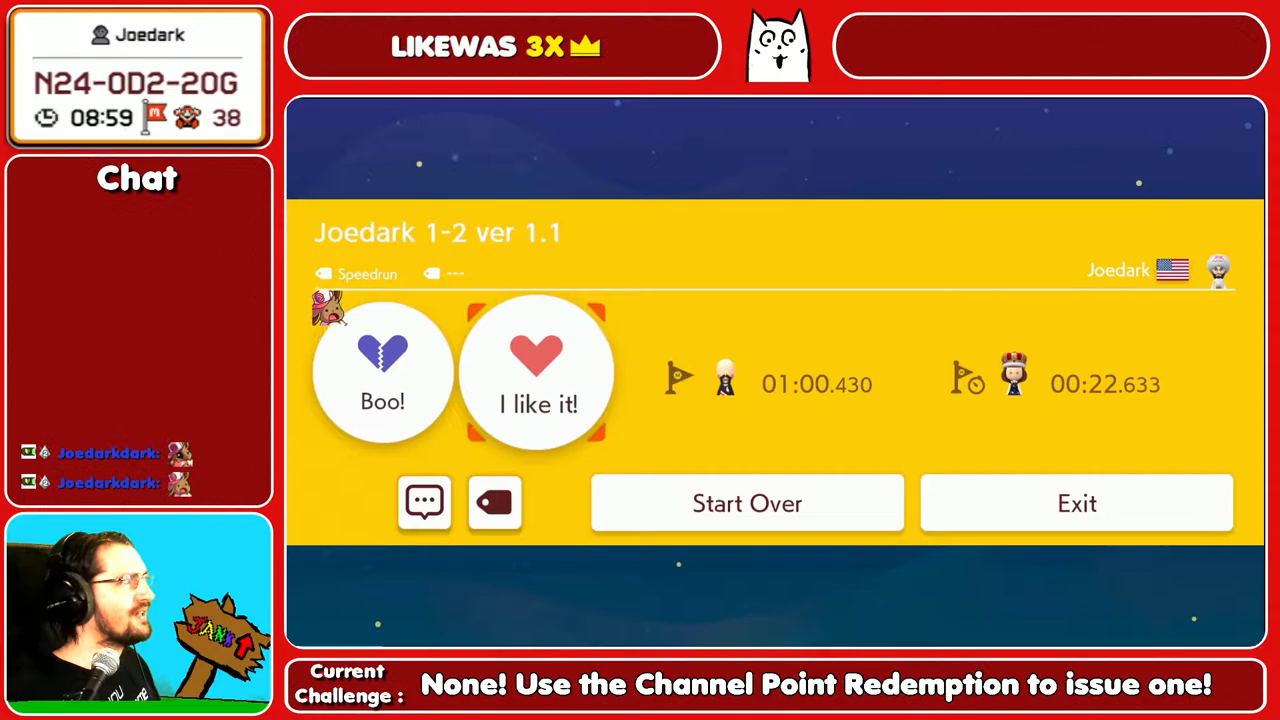 Joedark
N24-0D2-20G
08:59 38
LIKEWAS 3X
Chat
Joedarkdark:
Joedarkdark:
Joedark 1-2 ver 1.1
Speedrun ---
Joedark
Boo!
I like it!
01:00.430
00:22.633
Start Over
Exit
JANK
Current
Challenge :
None! Use the Channel Point Redemption to issue one!